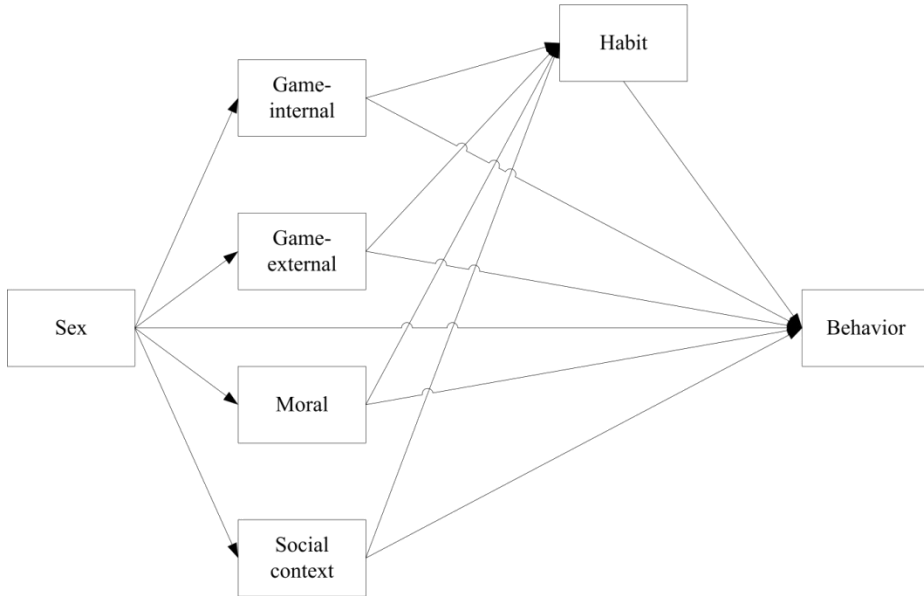 Habit
Game-
internal
Game-
external
Sex
Behavior
Moral
Social
context